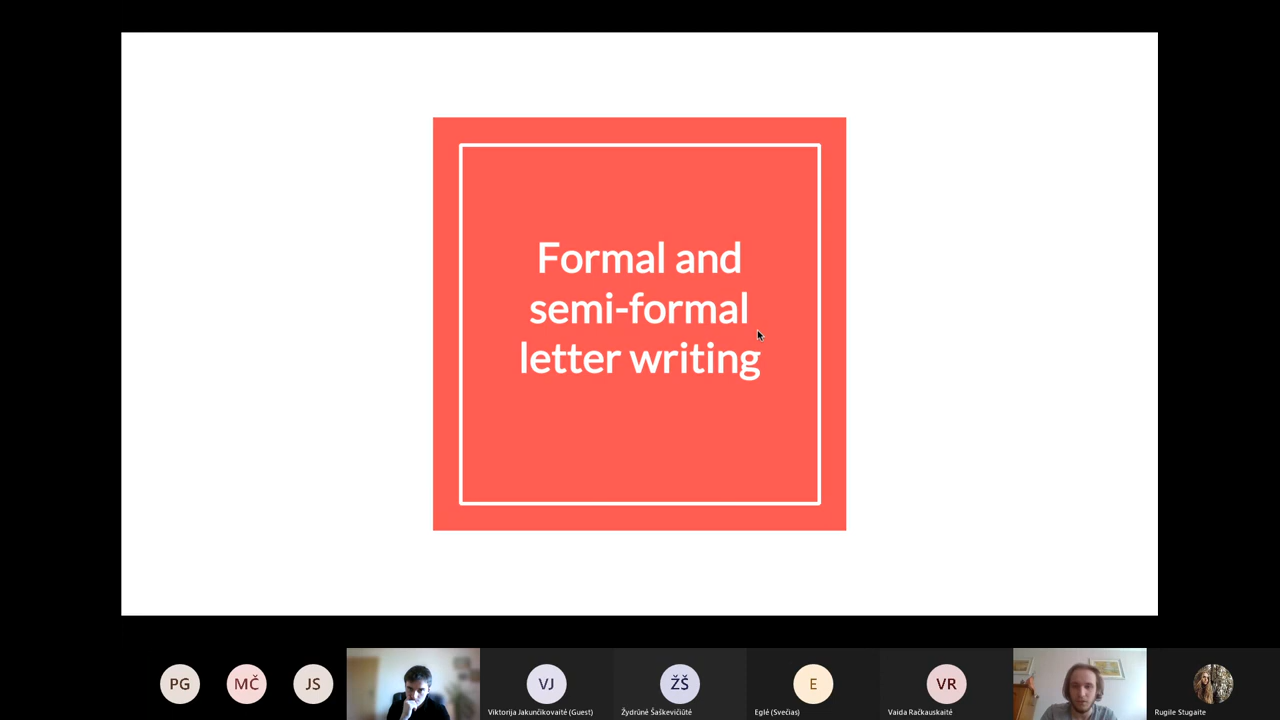 Formal and
semi-formal
letter writing
PG
MČ
JS
VJ
Viktorija Jakunčikovaitė (Guest)
ŽŠ
Žydrūnė Šaškevičiūtė
E
Eglė (Svečias)
VR
Vaida Račkauskaitė
Rugile Stugaite